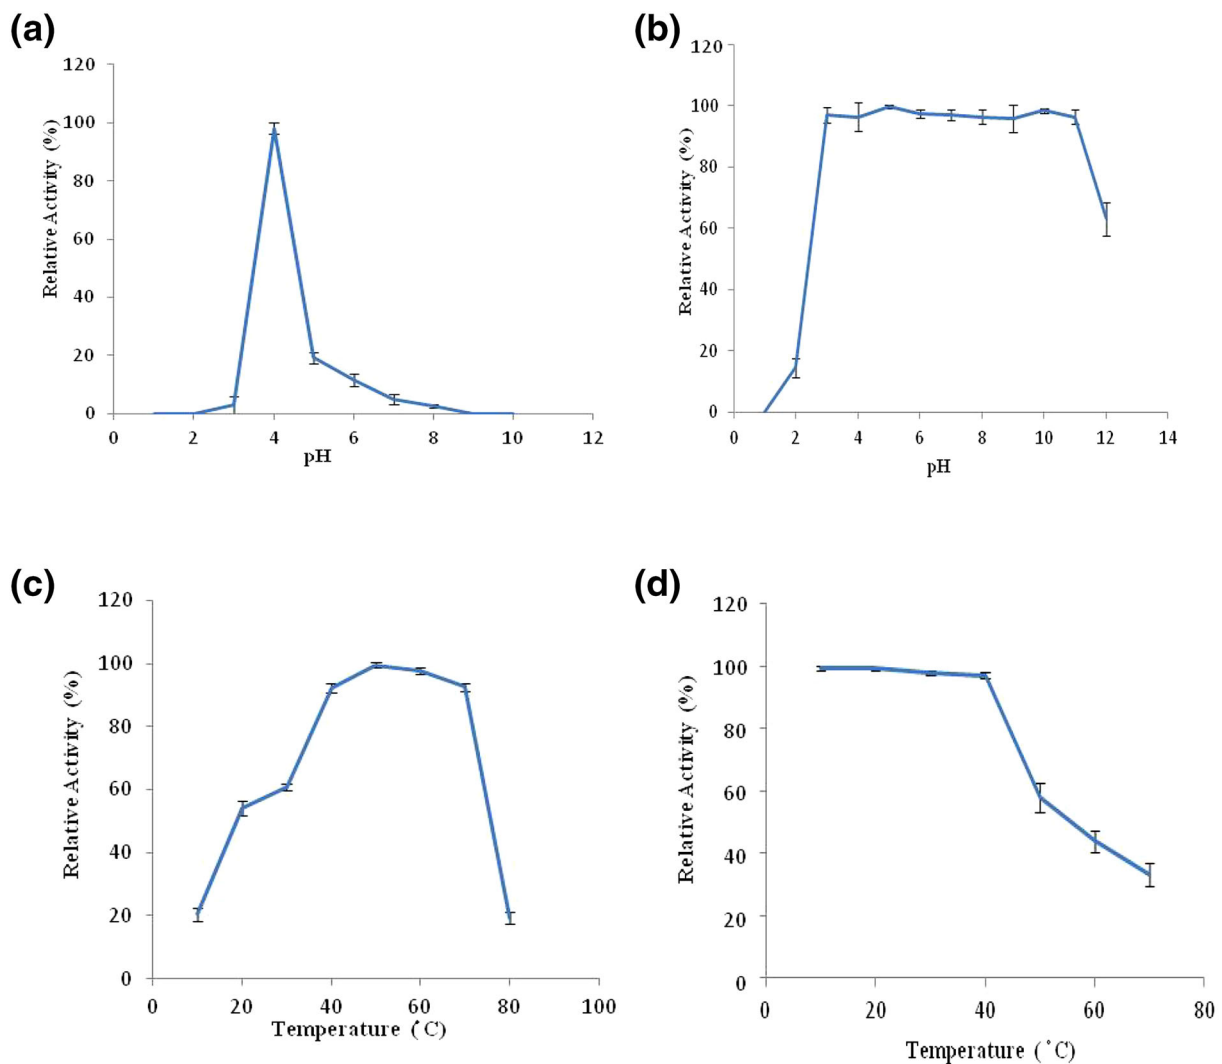 (a)
120
100
80
60
40
20
0
Relative Activity (%)
0 2 4 6 8 10 12
pH
(b)
120
100
80
60
40
20
0
Relative Activity (%)
0 2 4 6 8 10 12 14
pH
(c)
120
100
80
60
40
20
0
Relative Activity (%)
0 20 40 60 80 100
Temperature (˚C)
(d)
120
100
80
60
40
20
0
Relative Activity (%)
0 20 40 60 80
Temperature (˚C)